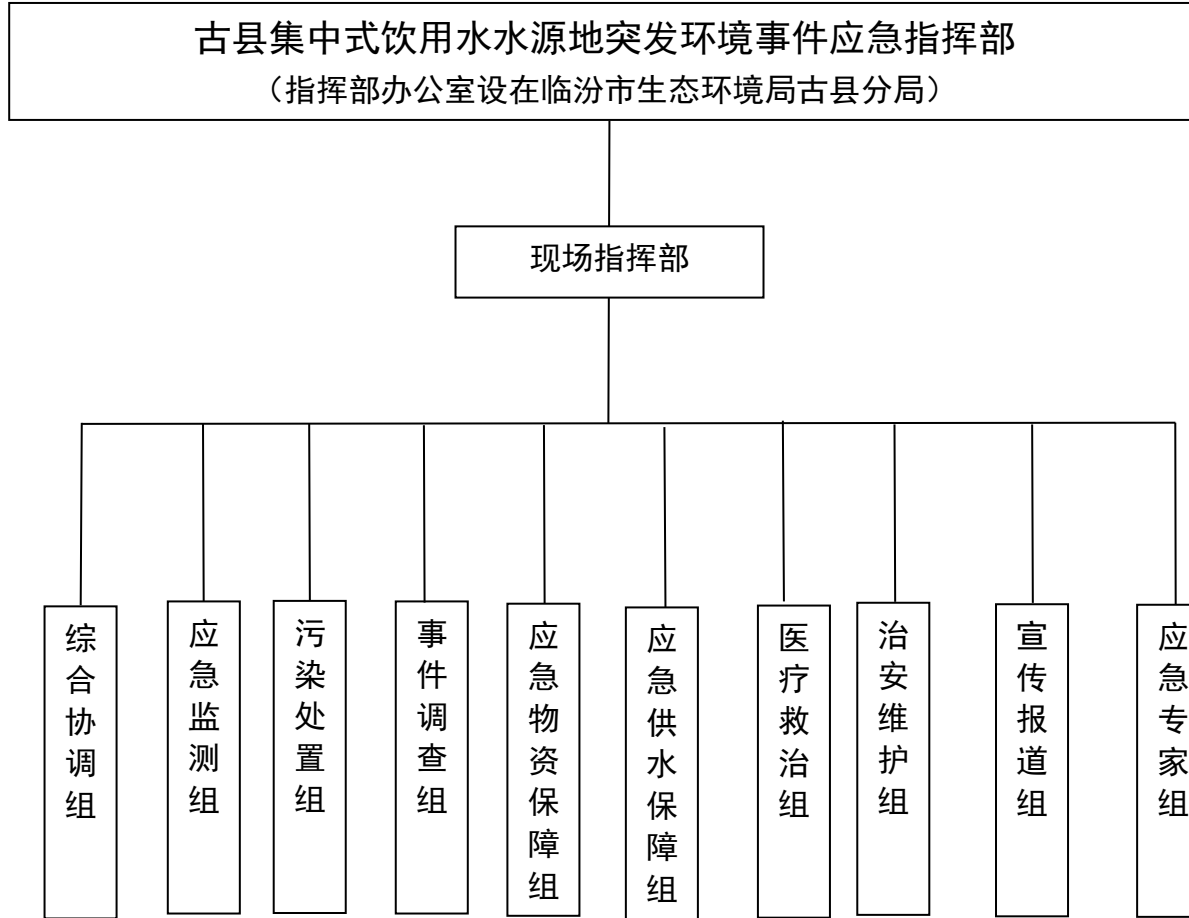 古县集中式饮用水水源地突发环境事件应急指挥部
（指挥部办公室设在临汾市生态环境局古县分局）
现场指挥部
综合协调组
应急监测组
污染处置组
事件调查组
应急物资保障组
应急供水保障组
医疗救治组
治安维护组
宣传报道组
应急专家组